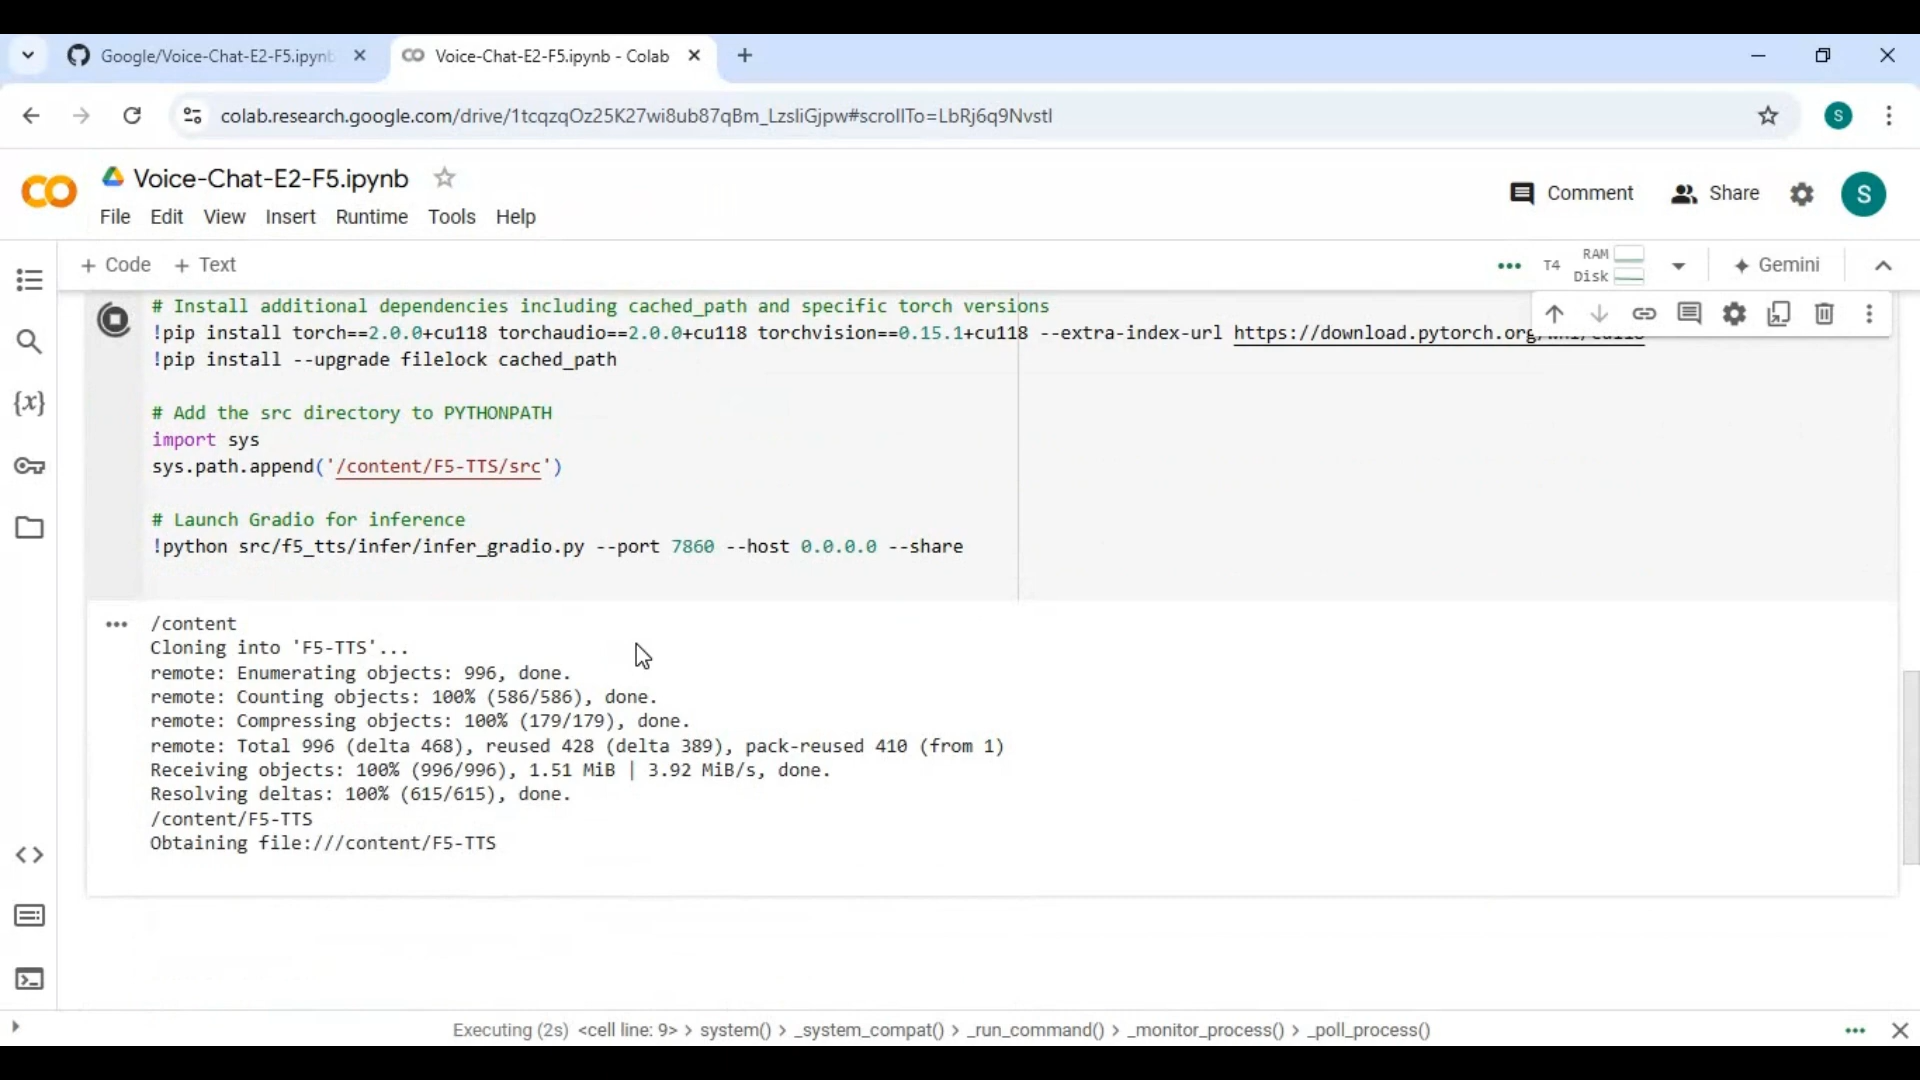 Google/Voice-Chat-E2-F5.ipynb
Voice-Chat-E2-F5.ipynb - Colab
colab.research.google.com/drive/1tcqzqOz25K27wi8ub87qBm_LzsliGjpw#scrollTo=LbRj6q9Nvstl
S
CO Voice-Chat-E2-F5.ipynb
File Edit View Insert Runtime Tools Help
Comment Share S
+ Code + Text
T4 RAM Disk Gemini
# Install additional dependencies including cached_path and specific torch versions
!pip install torch==2.0.0+cu118 torchaudio==2.0.0+cu118 torchvision==0.15.1+cu118 --extra-index-url https://download.pytorch.org/whl/cu118
!pip install --upgrade filelock cached_path
# Add the src directory to PYTHONPATH
import sys
sys.path.append('/content/F5-TTS/src')
# Launch Gradio for inference
!python src/f5_tts/infer/infer_gradio.py --port 7860 --host 0.0.0.0 --share
/content
Cloning into 'F5-TTS'...
remote: Enumerating objects: 996, done.
remote: Counting objects: 100% (586/586), done.
remote: Compressing objects: 100% (179/179), done.
remote: Total 996 (delta 468), reused 428 (delta 389), pack-reused 410 (from 1)
Receiving objects: 100% (996/996), 1.51 MiB | 3.92 MiB/s, done.
Resolving deltas: 100% (615/615), done.
/content/F5-TTS
Obtaining file:///content/F5-TTS
{x}
Executing (2s) <cell line: 9> > system() > _system_compat() > _run_command() > _monitor_process() > _poll_process()